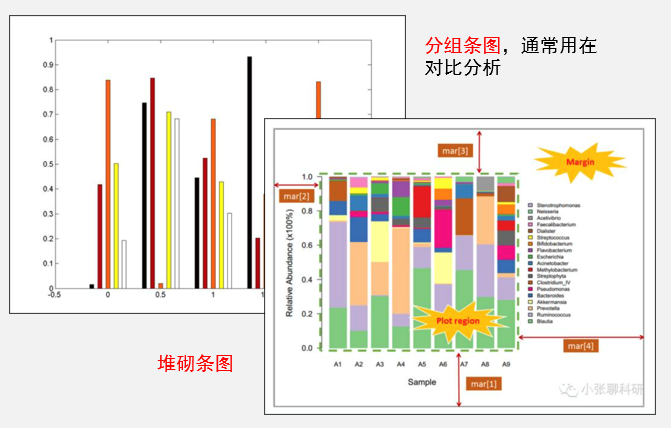 分组条图，通常用在
对比分析
1
0.9
0.8
0.7
0.6
0.5
0.4
0.3
0.2
0.1
0
-0.5
0
0.5
1
堆砌条图
mar[3]
Margin
mar[2]
Relative Abundance (x100%)
1.0
0.8
0.6
0.4
0.2
0.0
Plot region
A1 A2 A3 A4 A5 A6 A7 A8 A9
Sample
mar[1]
mar[4]
Stenotrophomonas
Neisseria
Acetivibrio
Faecalibacterium
Dialister
Streptococcus
Bifidobacterium
Flavobacterium
Escherichia
Acinetobacter
Methylobacterium
Streptophyta
Clostridium_IV
Pseudomonas
Bacteroides
Akkermansia
Prevotella
Ruminococcus
Blautia
小张聊科研